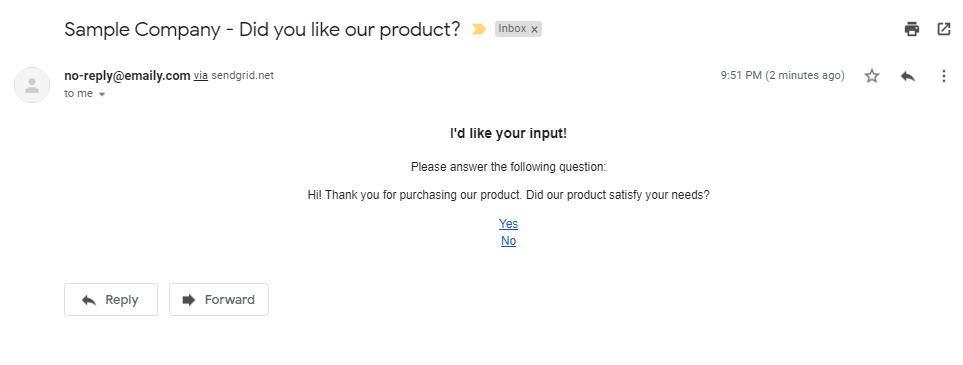 Sample Company - Did you like our product? Inbox x
no-reply@emaily.com via sendgrid.net 9:51 PM (2 minutes ago)
to me
I'd like your input!
Please answer the following question:
Hi! Thank you for purchasing our product. Did our product satisfy your needs?
Yes
No
Reply Forward